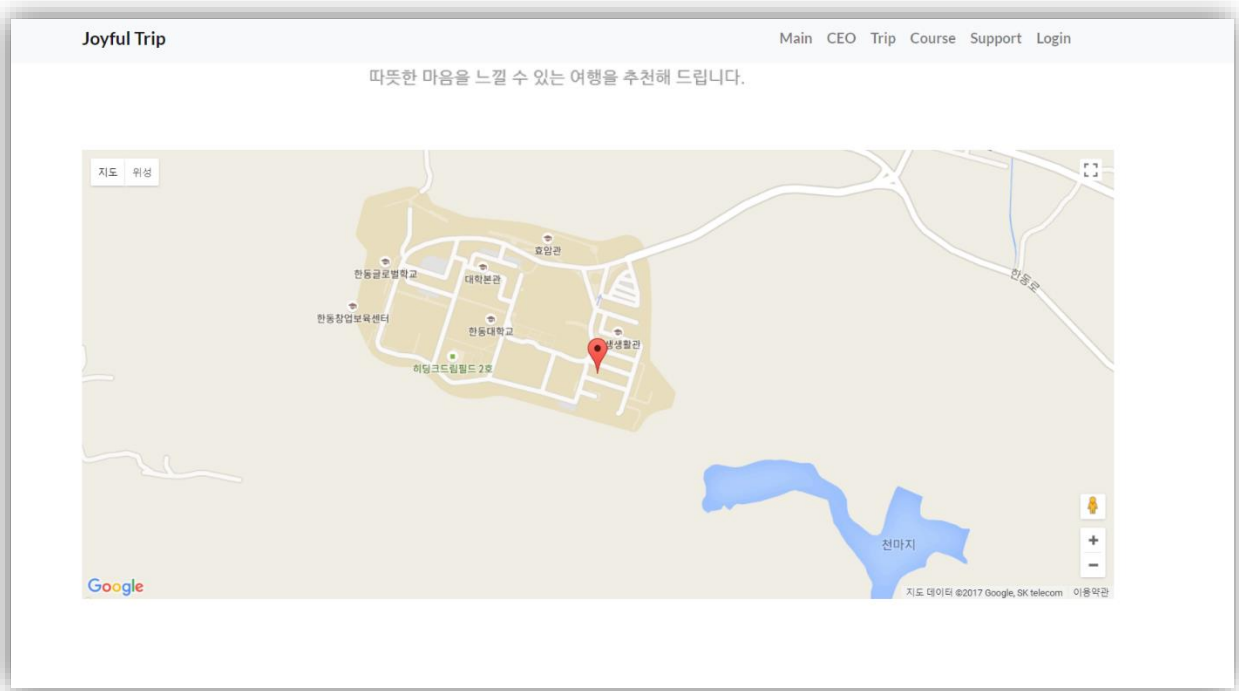 Joyful Trip
Main CEO Trip Course Support Login
따뜻한 마음을 느낄 수 있는 여행을 추천해 드립니다.
지도 위성
효암관
한동글로벌학교
대학본관
한동로
한동창업보육센터
한동대학교
생생활관
히딩크드림필드 2호
천마지
Google
지도 데이터 ©2017 Google, SK telecom 이용약관